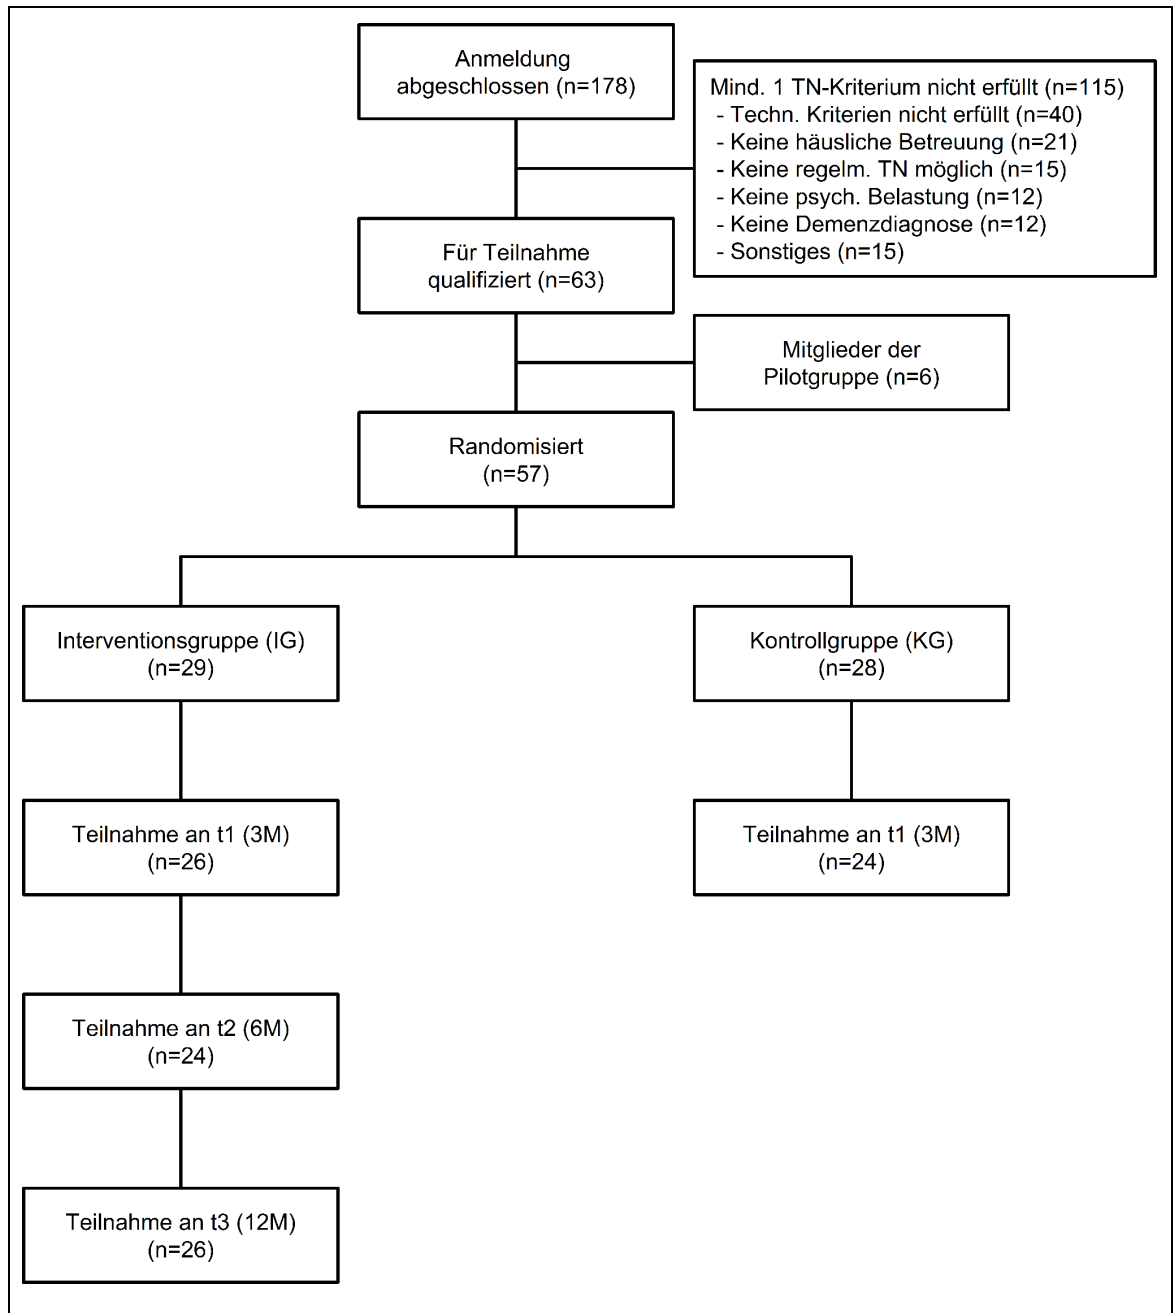 Anmeldung
abgeschlossen (n=178)
Mind. 1 TN-Kriterium nicht erfüllt (n=115)
- Techn. Kriterien nicht erfüllt (n=40)
- Keine häusliche Betreuung (n=21)
- Keine regelm. TN möglich (n=15)
- Keine psych. Belastung (n=12)
- Keine Demenzdiagnose (n=12)
- Sonstiges (n=15)
Für Teilnahme
qualifiziert (n=63)
Mitglieder der
Pilotgruppe (n=6)
Randomisiert
(n=57)
Interventionsgruppe (IG)
(n=29)
Kontrollgruppe (KG)
(n=28)
Teilnahme an t1 (3M)
(n=26)
Teilnahme an t1 (3M)
(n=24)
Teilnahme an t2 (6M)
(n=24)
Teilnahme an t3 (12M)
(n=26)